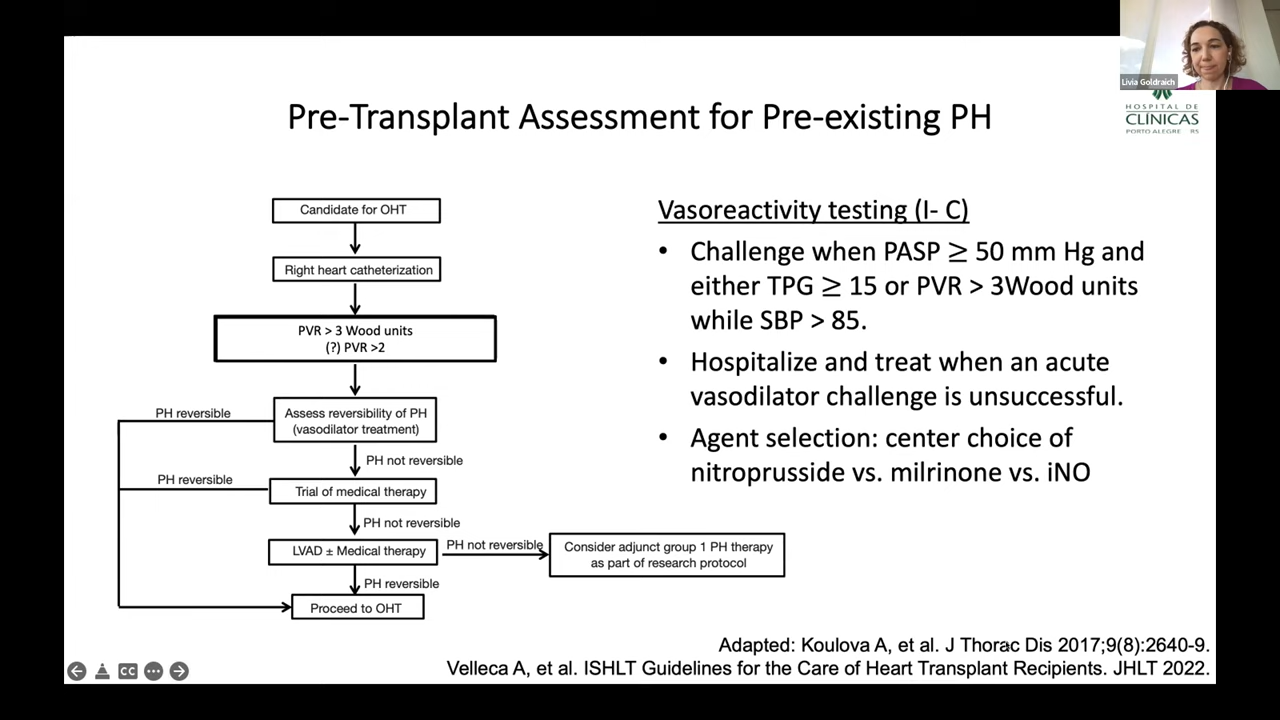 Livia Goldraich
HOSPITAL DE
CLÍNICAS
PORTO ALEGRE RS
Pre-Transplant Assessment for Pre-existing PH
Candidate for OHT
Right heart catheterization
PVR > 3 Wood units
(?) PVR >2
Assess reversibility of PH
(vasodilator treatment)
PH reversible
PH not reversible
Trial of medical therapy
PH reversible
PH not reversible
LVAD ± Medical therapy
PH not reversible
Consider adjunct group 1 PH therapy
as part of research protocol
PH reversible
Proceed to OHT
Vasoreactivity testing (I- C)
• Challenge when PASP ≥ 50 mm Hg and
either TPG ≥ 15 or PVR > 3Wood units
while SBP > 85.
• Hospitalize and treat when an acute
vasodilator challenge is unsuccessful.
• Agent selection: center choice of
nitroprusside vs. milrinone vs. iNO
Adapted: Koulova A, et al. J Thorac Dis 2017;9(8):2640-9.
Velleca A, et al. ISHLT Guidelines for the Care of Heart Transplant Recipients. JHLT 2022.
CC